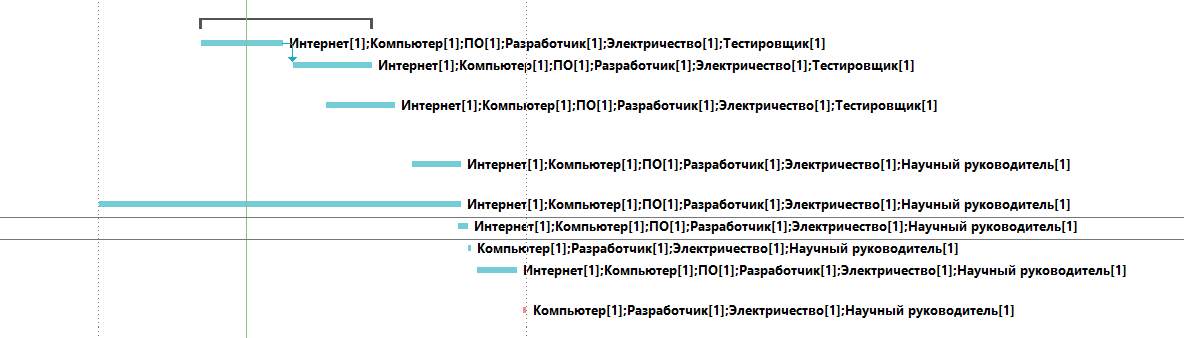 Интернет[1];Компьютер[1];ПО[1];Разработчик[1];Электричество[1];Тестировщик[1]
Интернет[1];Компьютер[1];ПО[1];Разработчик[1];Электричество[1];Тестировщик[1]
Интернет[1];Компьютер[1];ПО[1];Разработчик[1];Электричество[1];Тестировщик[1]
Интернет[1];Компьютер[1];ПО[1];Разработчик[1];Электричество[1];Научный руководитель[1]
Интернет[1];Компьютер[1];ПО[1];Разработчик[1];Электричество[1];Научный руководитель[1]
Интернет[1];Компьютер[1];ПО[1];Разработчик[1];Электричество[1];Научный руководитель[1]
Компьютер[1];Разработчик[1];Электричество[1];Научный руководитель[1]
Интернет[1];Компьютер[1];ПО[1];Разработчик[1];Электричество[1];Научный руководитель[1]
Компьютер[1];Разработчик[1];Электричество[1];Научный руководитель[1]